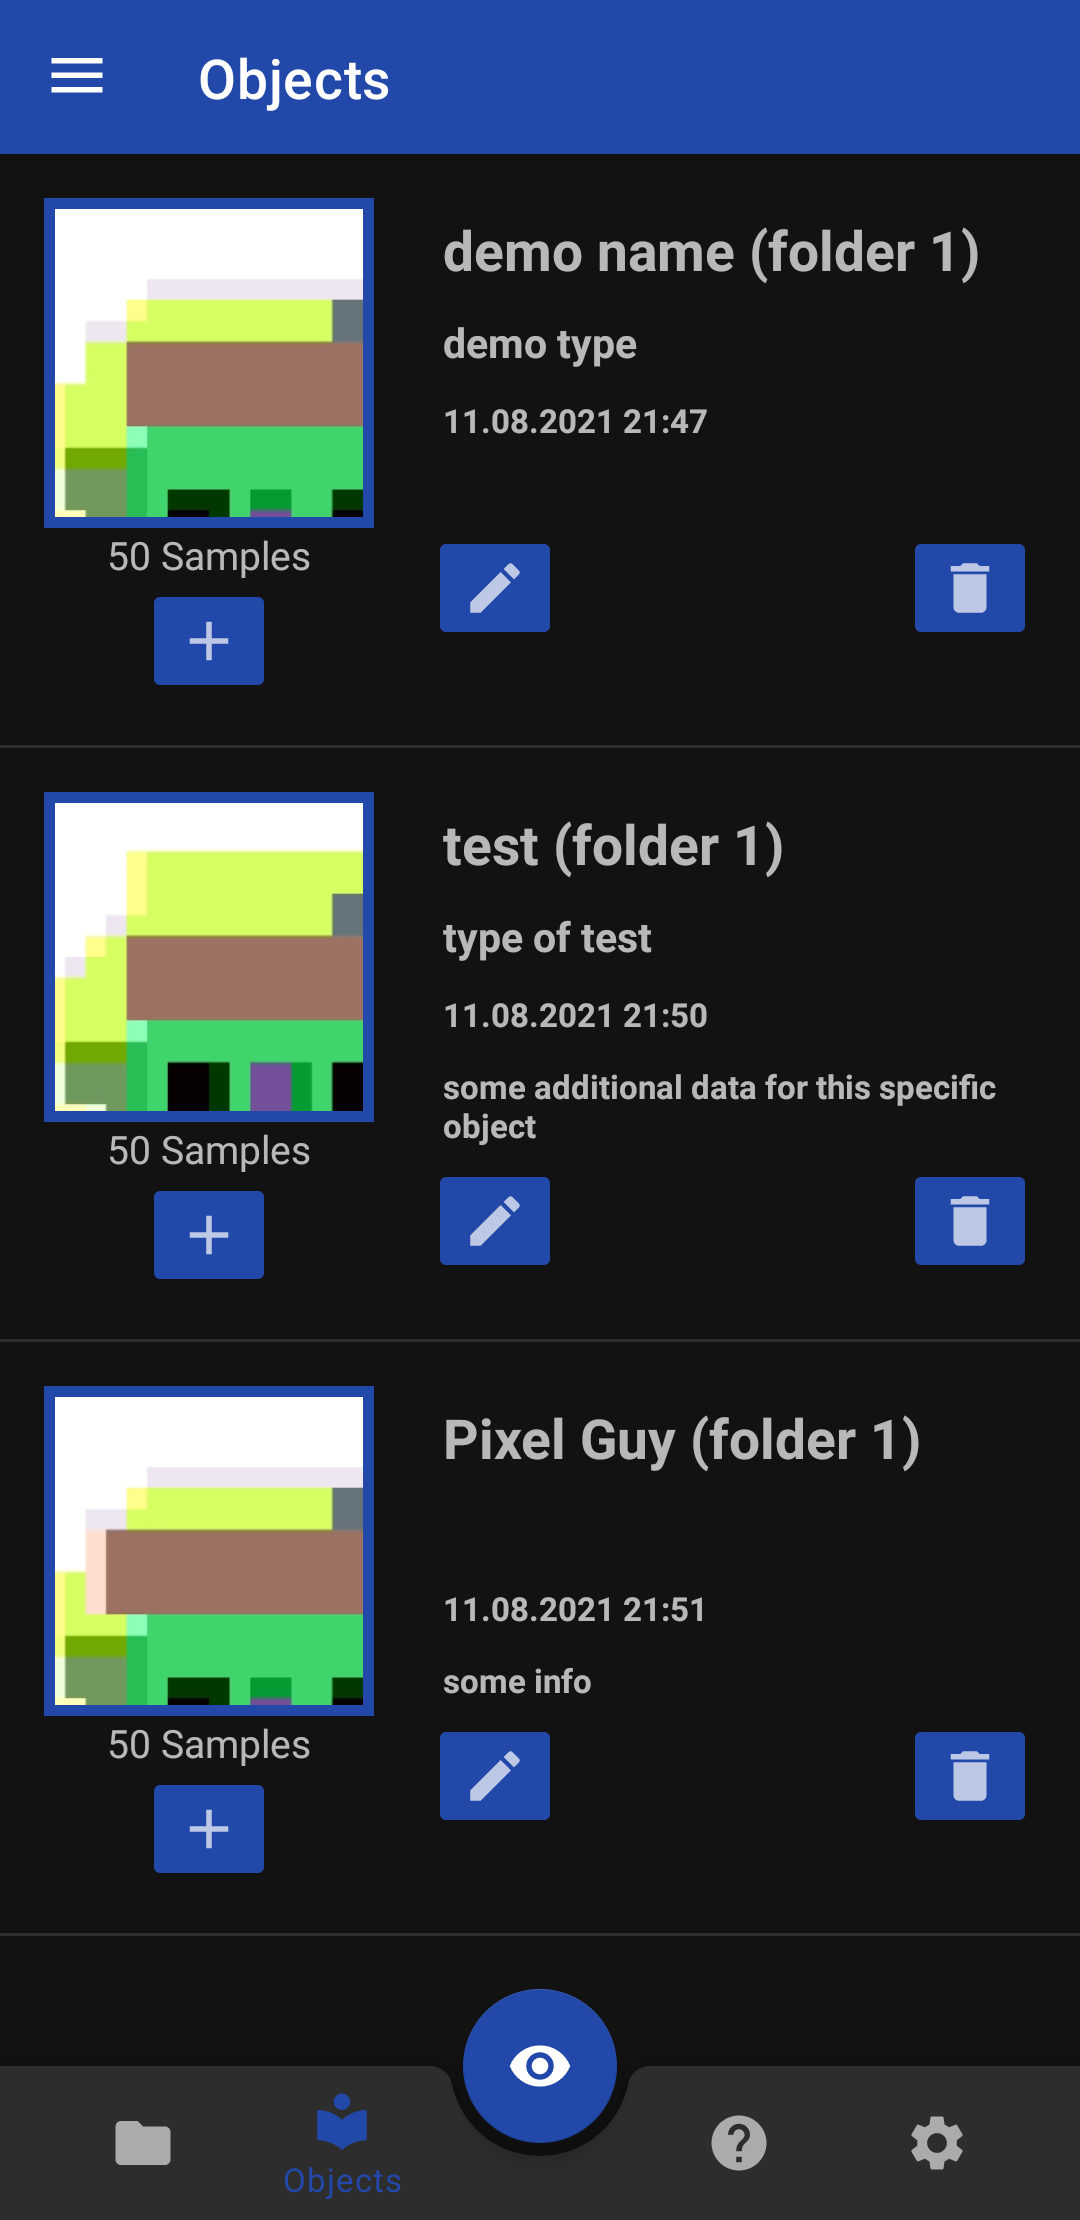 Objects
demo name (folder 1)
demo type
11.08.2021 21:47
50 Samples
test (folder 1)
type of test
11.08.2021 21:50
some additional data for this specific
object
50 Samples
Pixel Guy (folder 1)
11.08.2021 21:51
some info
50 Samples
Objects